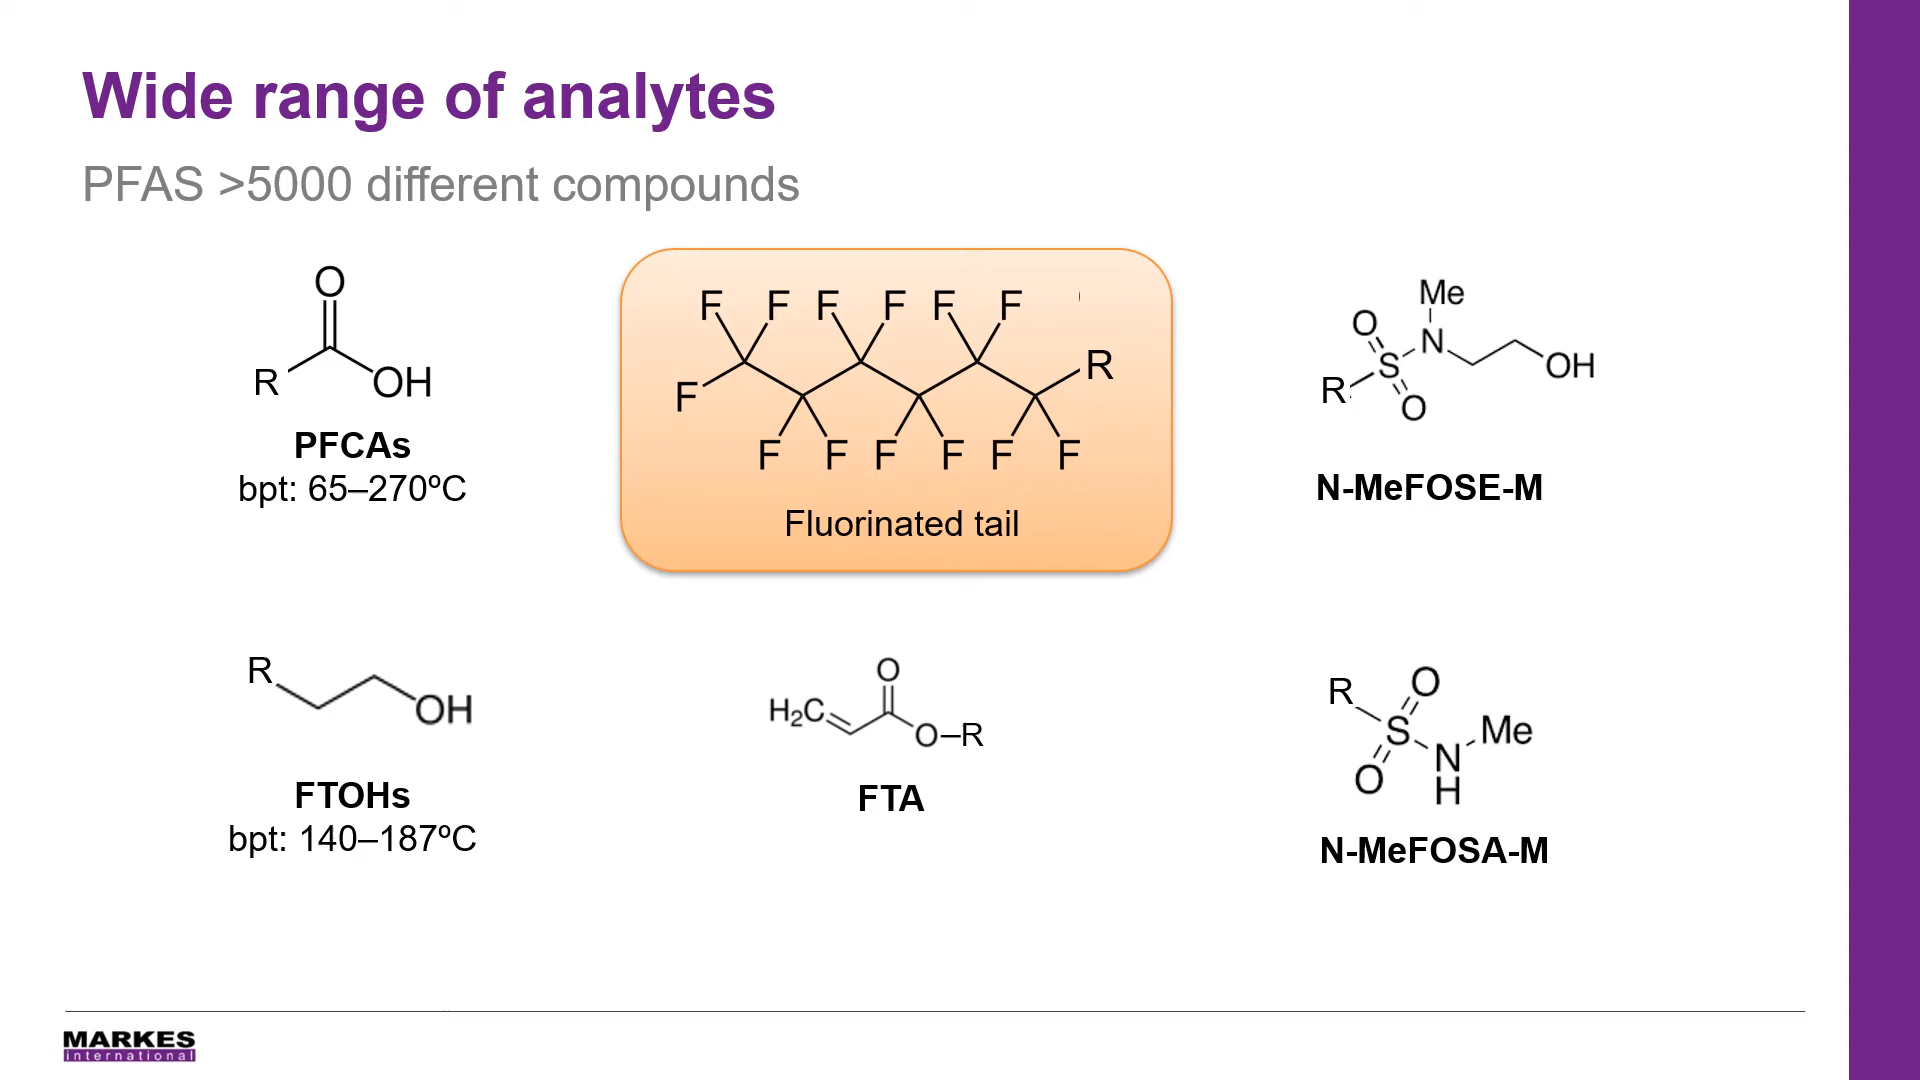 Wide range of analytes
PFAS >5000 different compounds
O
R
OH
PFCAs
bpt: 65–270ºC
F F F F F F
F
R
F F F F F F
Fluorinated tail
Me
O
N
S
OH
R
O
N-MeFOSE-M
R
OH
FTOHs
bpt: 140–187ºC
O
H₂C
O–R
FTA
R
O
S
Me
N
O
H
N-MeFOSA-M
MARKES
international